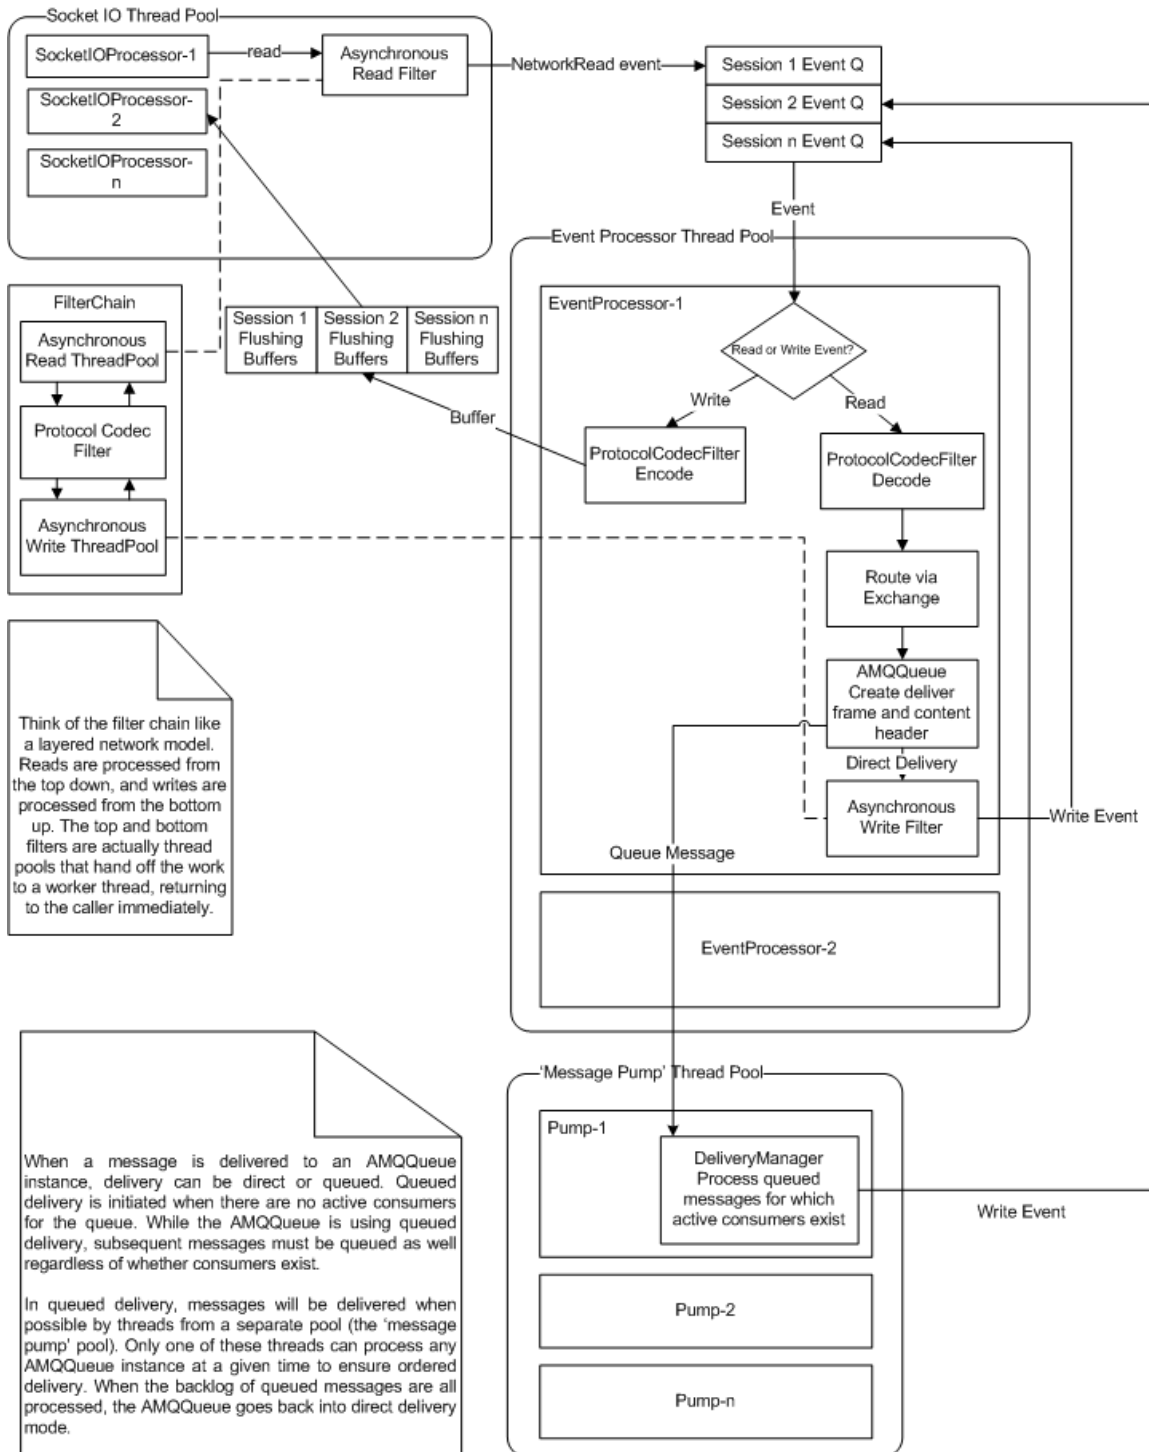 Socket IO Thread Pool
SocketIOProcessor-1
read
Asynchronous
Read Filter
NetworkRead event
Session 1 Event Q
Session 2 Event Q
Session n Event Q
SocketIOProcessor-
2
SocketIOProcessor-
n
Event
Event Processor Thread Pool
FilterChain
Asynchronous
Read ThreadPool
Protocol Codec
Filter
Asynchronous
Write ThreadPool
Session 1
Flushing
Buffers
Session 2
Flushing
Buffers
Session n
Flushing
Buffers
Buffer
EventProcessor-1
Read or Write Event?
Write
Read
ProtocolCodecFilter
Encode
ProtocolCodecFilter
Decode
Route via
Exchange
AMQQueue
Create deliver
frame and content
header
Direct Delivery
Asynchronous
Write Filter
Write Event
Queue Message
EventProcessor-2
Think of the filter chain like
a layered network model.
Reads are processed from
the top down, and writes are
processed from the bottom
up. The top and bottom
filters are actually thread
pools that hand off the work
to a worker thread, returning
to the caller immediately.
'Message Pump' Thread Pool
Pump-1
DeliveryManager
Process queued
messages for which
active consumers exist
Write Event
Pump-2
Pump-n
When a message is delivered to an AMQQueue
instance, delivery can be direct or queued. Queued
delivery is initiated when there are no active consumers
for the queue. While the AMQQueue is using queued
delivery, subsequent messages must be queued as well
regardless of whether consumers exist.
In queued delivery, messages will be delivered when
possible by threads from a separate pool (the 'message
pump' pool). Only one of these threads can process any
AMQQueue instance at a given time to ensure ordered
delivery. When the backlog of queued messages are all
processed, the AMQQueue goes back into direct delivery
mode.